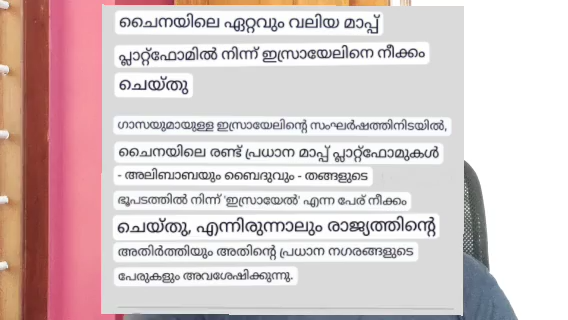 ചൈനയിലെ ഏറ്റവും വലിയ മാപ്പ്
പ്ലാറ്റ്ഫോമിൽ നിന്ന് ഇസ്രായേലിനെ നീക്കം
ചെയ്തു
ഗാസയുമായുള്ള ഇസ്രായേലിന്റെ സംഘർഷത്തിനിടയിൽ,
ചൈനയിലെ രണ്ട് പ്രധാന മാപ്പ് പ്ലാറ്റ്ഫോമുകൾ
- അലിബാബയും ബൈദുവും - തങ്ങളുടെ
ഭൂപടത്തിൽ നിന്ന് 'ഇസ്രായേൽ' എന്ന പേര് നീക്കം
ചെയ്തു, എന്നിരുന്നാലും രാജ്യത്തിന്റെ
അതിർത്തിയും അതിന്റെ പ്രധാന നഗരങ്ങളുടെ
പേരുകളും അവശേഷിക്കുന്നു.